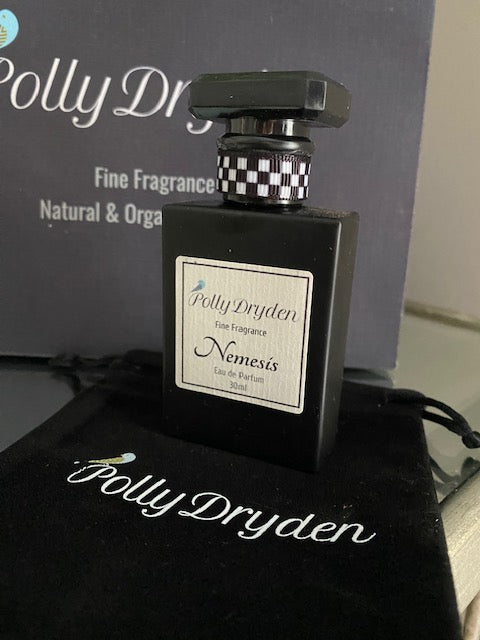 Polly Dry
Fine Fragrance
Natural & Orga
Polly Dryden
Fine Fragrance
Nemesis
Eau de Parfum
30ml
Polly Dryden